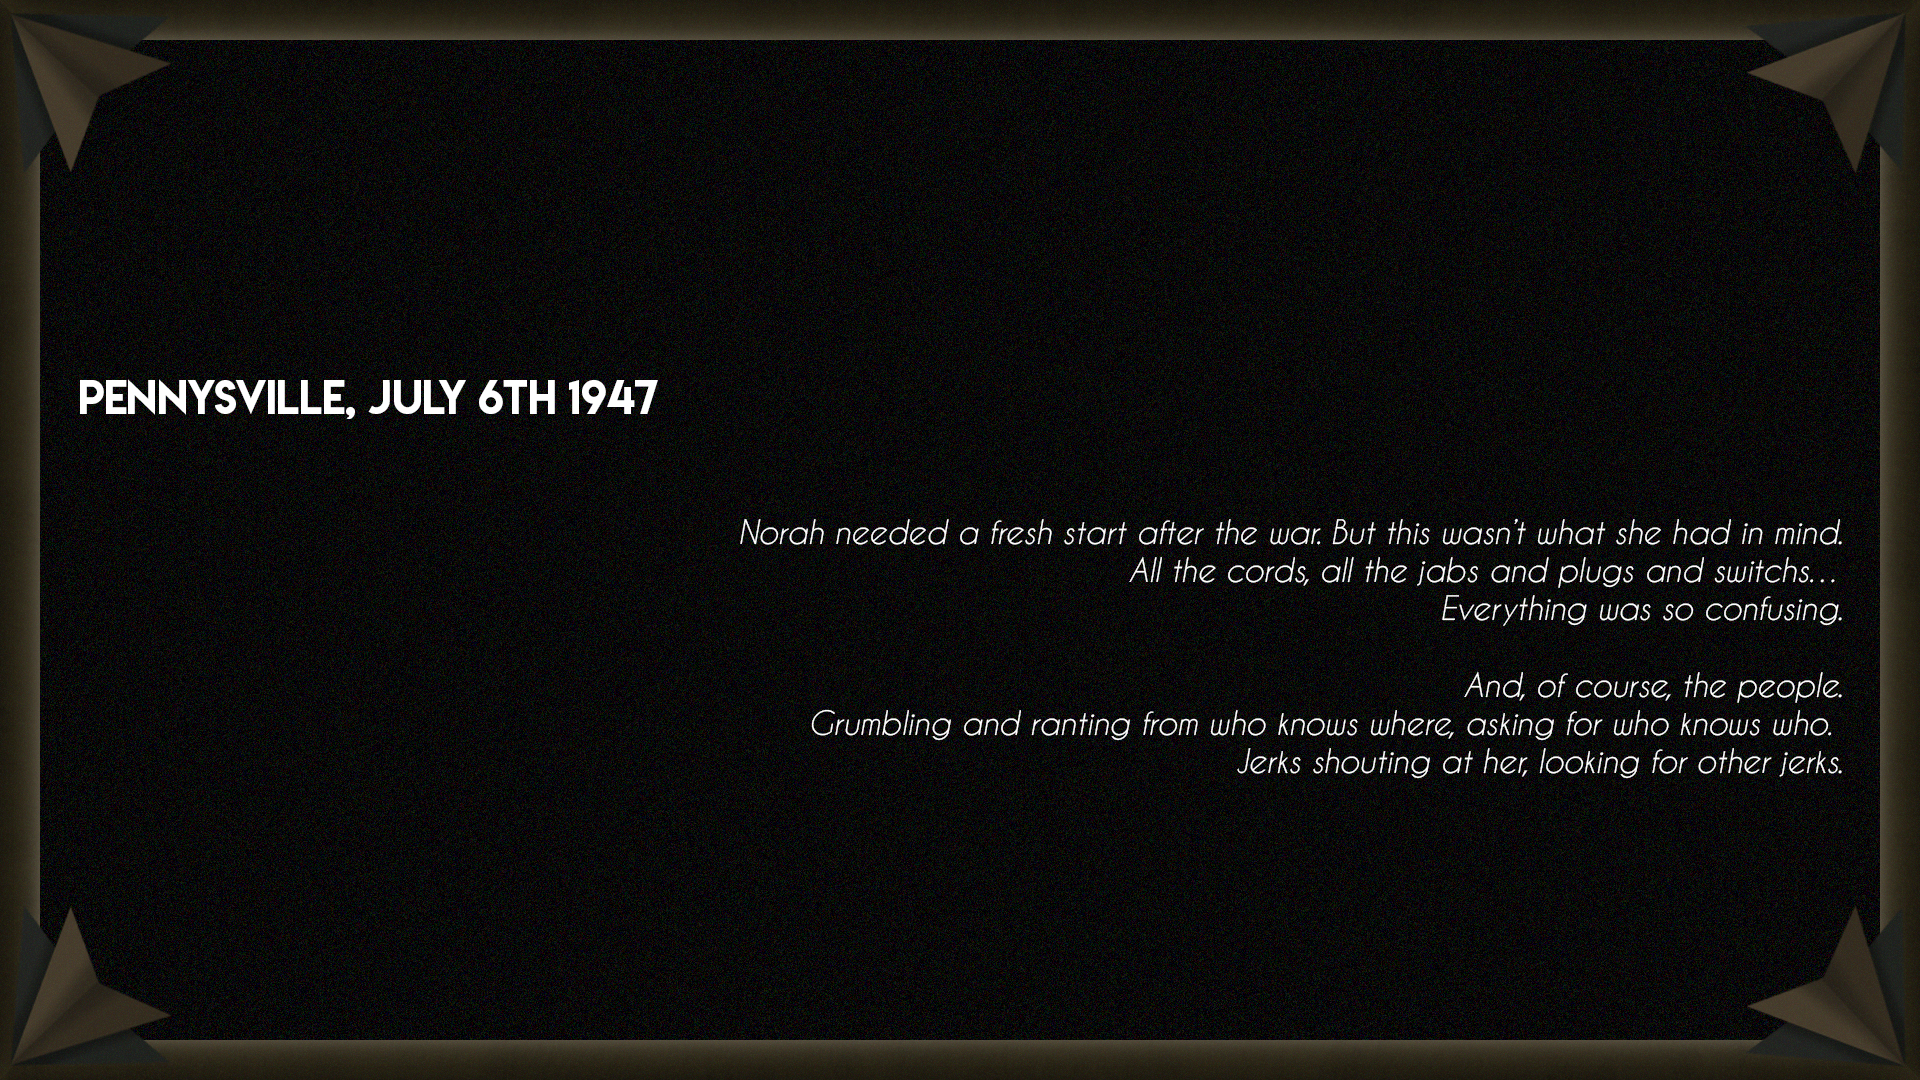 PENNYSVILLE, JULY 6TH 1947
Norah needed a fresh start after the war. But this wasn't what she had in mind.
All the cords, all the jabs and plugs and switchs...
Everything was so confusing.
And, of course, the people.
Grumbling and ranting from who knows where, asking for who knows who.
Jerks shouting at her, looking for other jerks.